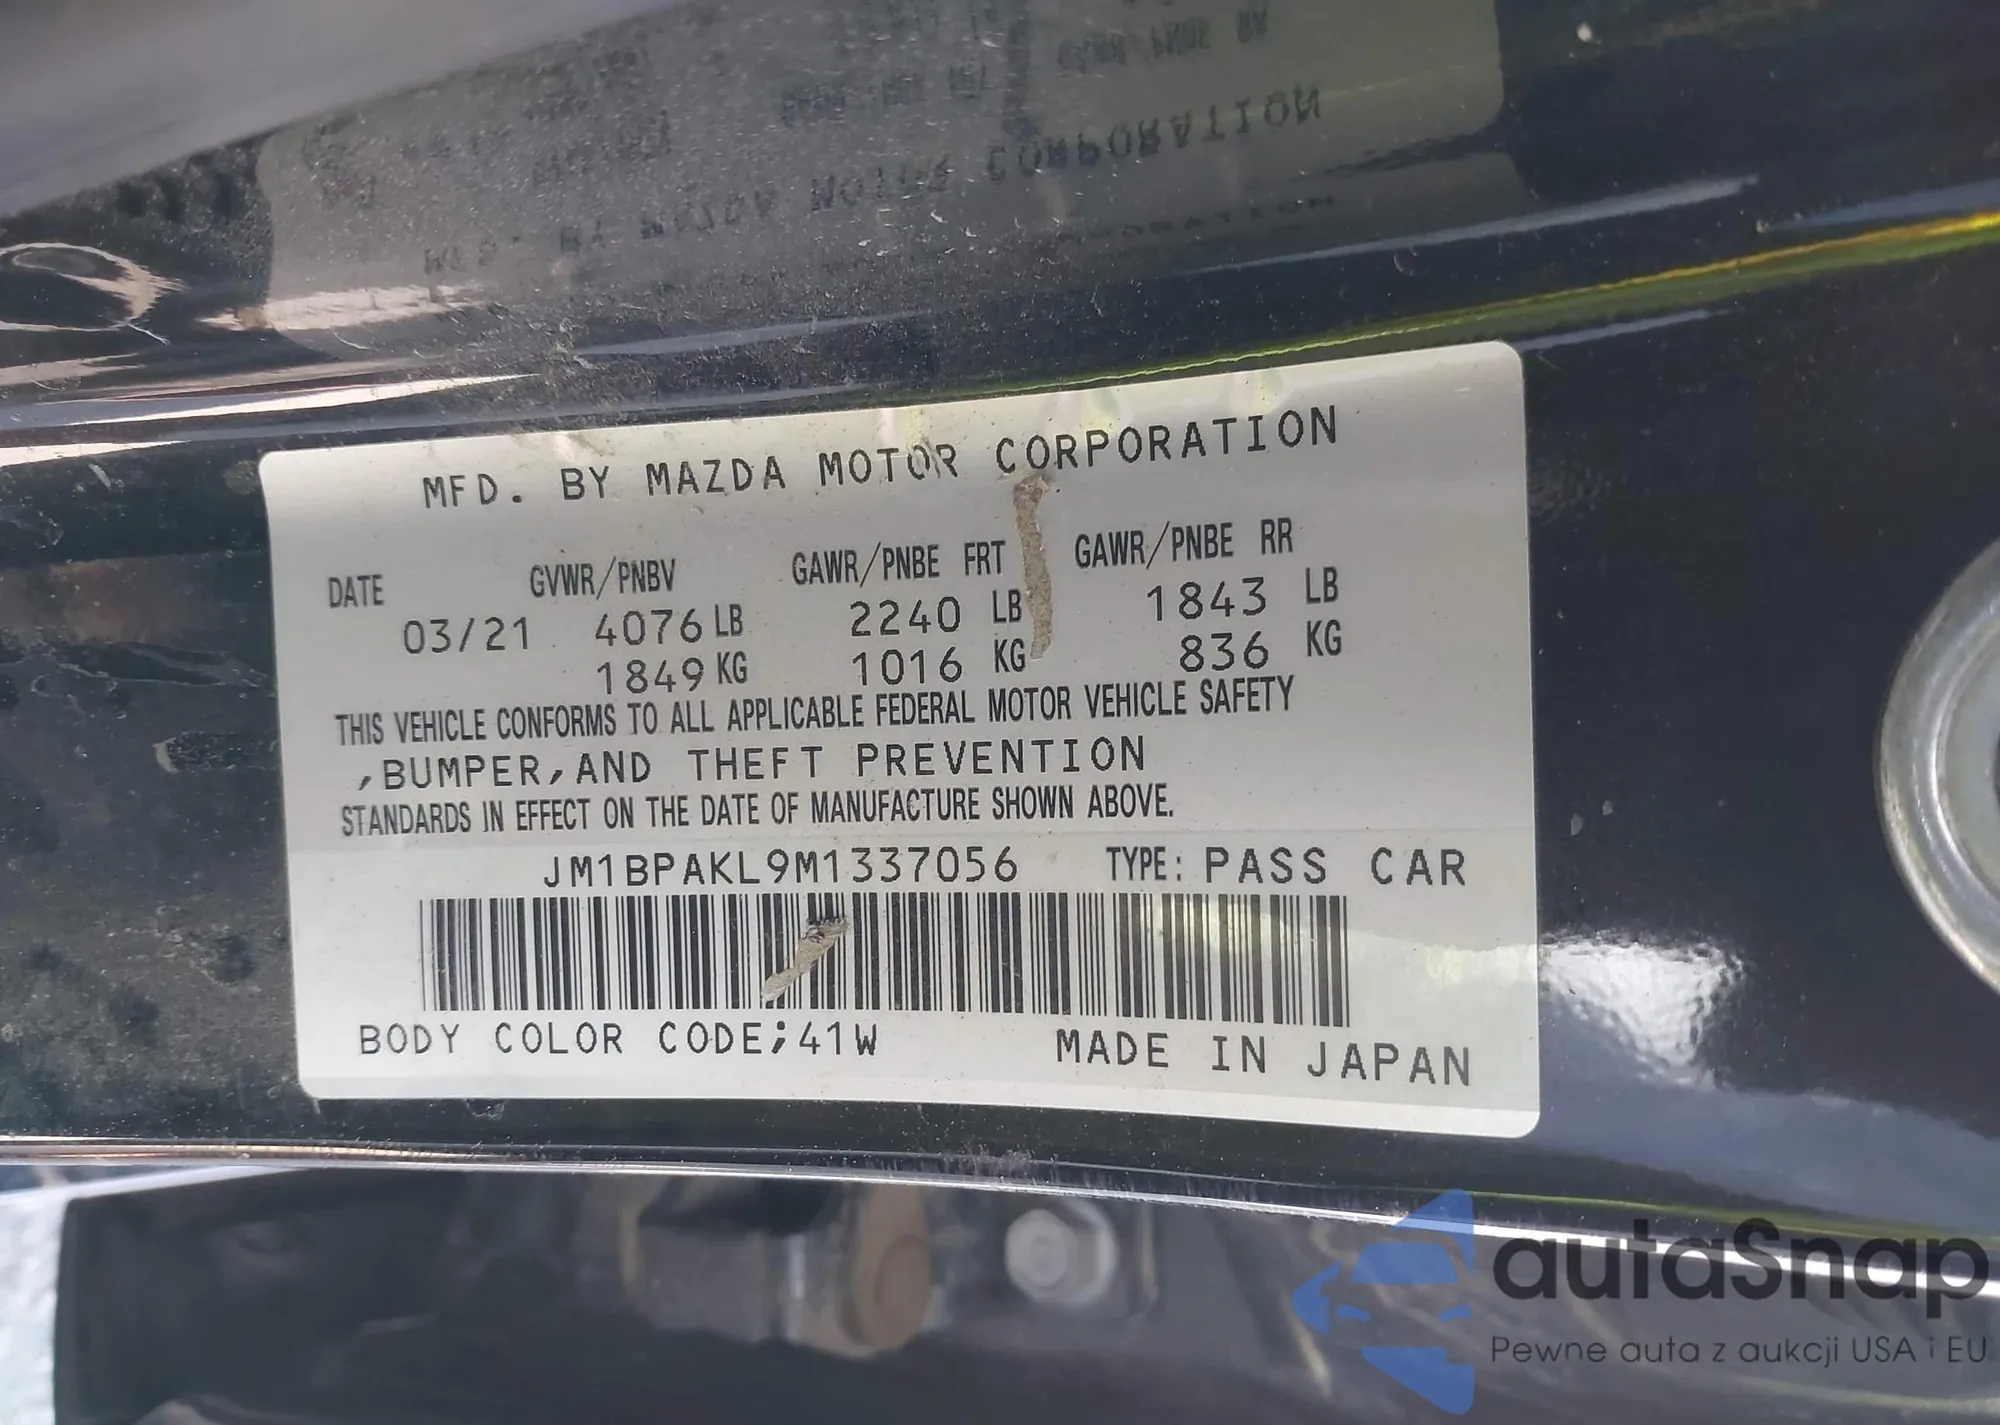 MFD. BY MAZDA MOTOR CORPORATION
DATE GVWR/PNBV GAWR/PNBE FRT GAWR/PNBE RR
03/21 4076 LB 2240 LB 1843 LB
1849 KG 1016 KG 836 KG
THIS VEHICLE CONFORMS TO ALL APPLICABLE FEDERAL MOTOR VEHICLE SAFETY
,BUMPER,AND THEFT PREVENTION
STANDARDS IN EFFECT ON THE DATE OF MANUFACTURE SHOWN ABOVE.
JM1BPAKL9M1337056 TYPE: PASS CAR
BODY COLOR CODE;41W MADE IN JAPAN
autaSnap
Pewne auta z aukcji USA i EU